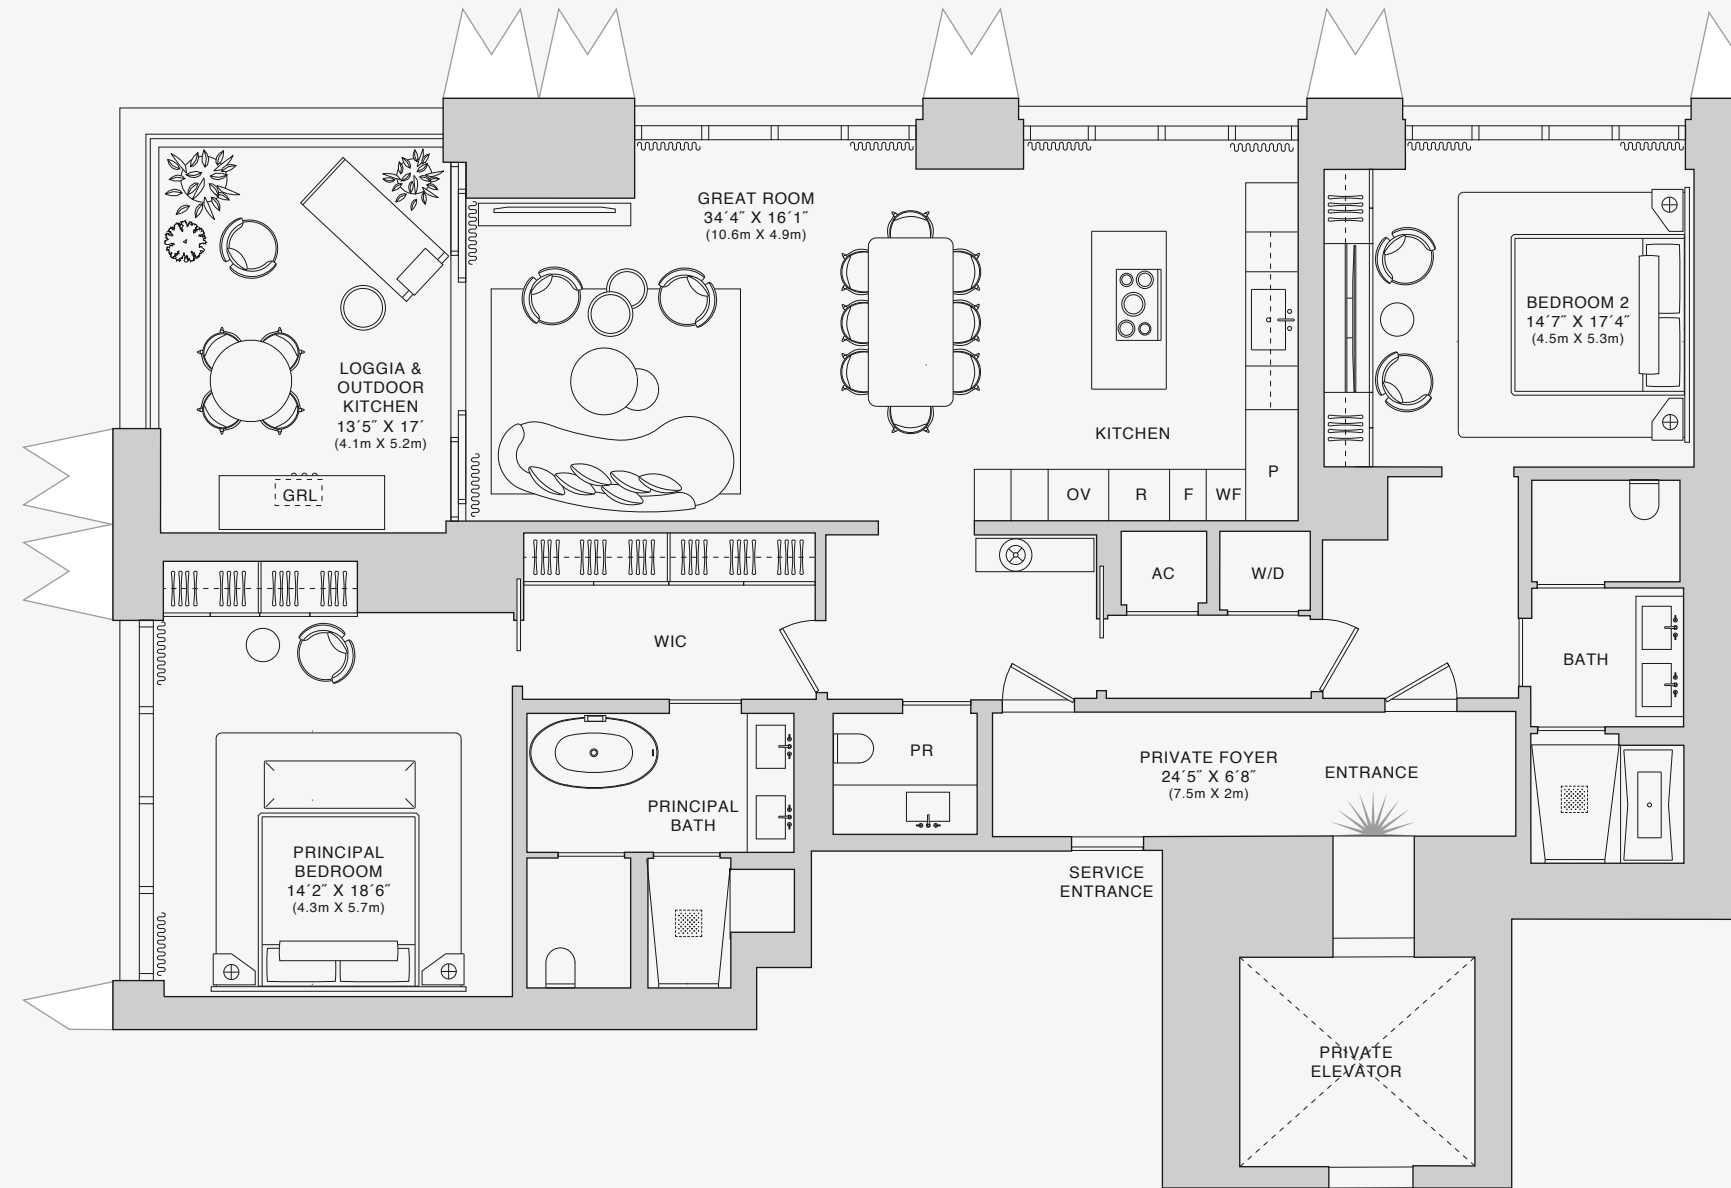 GREAT ROOM
34´4˝ X 16´1˝
(10.6m X 4.9m)
LOGGIA &
OUTDOOR
KITCHEN
13´5˝ X 17´
(4.1m X 5.2m)
GRL
KITCHEN
OV
R
F
WF
P
BEDROOM 2
14´7˝ X 17´4˝
(4.5m X 5.3m)
AC
W/D
WIC
BATH
PR
PRIVATE FOYER
24´5˝ X 6´8˝
(7.5m X 2m)
ENTRANCE
PRINCIPAL
BATH
PRINCIPAL
BEDROOM
14´2˝ X 18´6˝
(4.3m X 5.7m)
SERVICE
ENTRANCE
PRIVATE
ELEVATOR